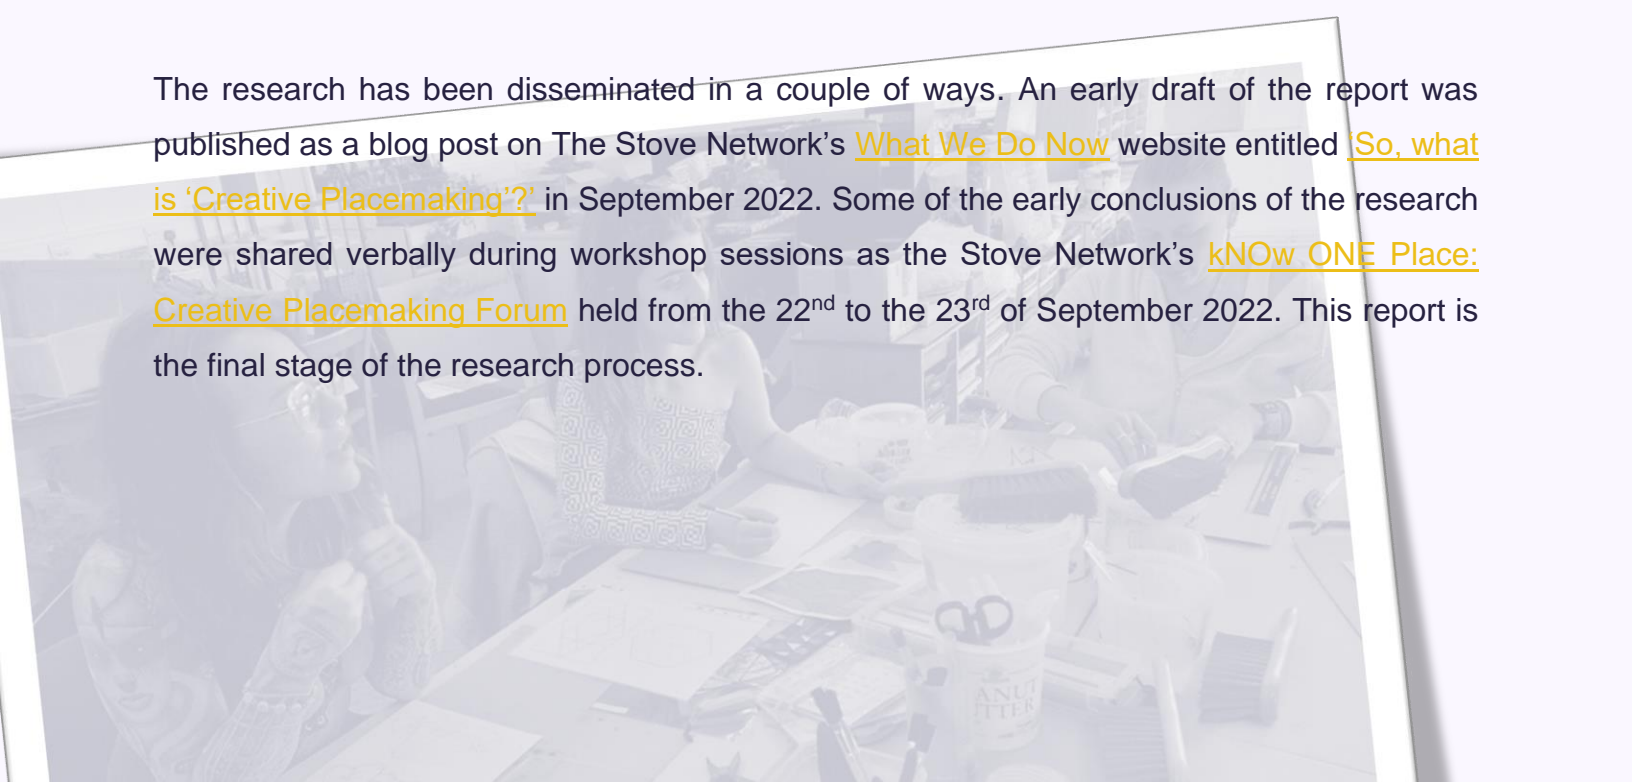 The research has been disseminated in a couple of ways. An early draft of the report was
published as a blog post on The Stove Network’s What We Do Now website entitled ‘So, what
is ‘Creative Placemaking’?’ in September 2022. Some of the early conclusions of the research
were shared verbally during workshop sessions as the Stove Network’s kNOw ONE Place:
Creative Placemaking Forum held from the 22nd to the 23rd of September 2022. This report is
the final stage of the research process.